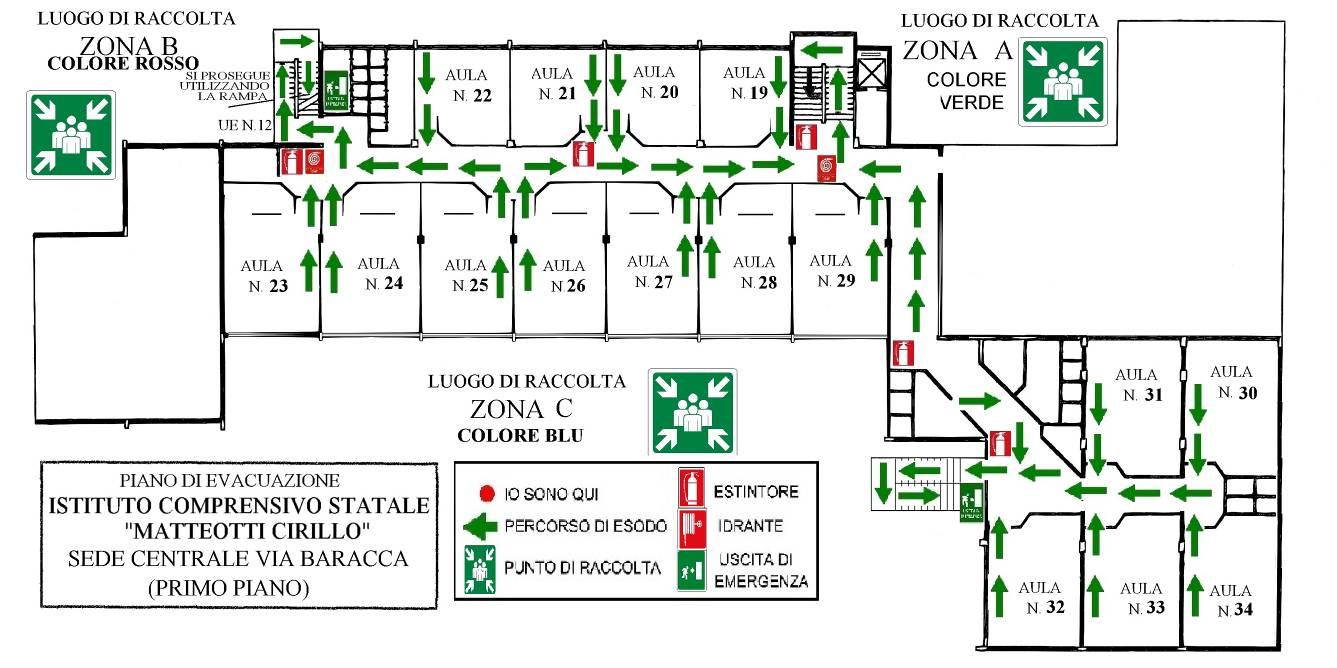 LUOGO DI RACCOLTA
ZONA B
COLORE ROSSO
SI PROSEGUE
UTILIZZANDO
LA RAMPA
UE N.12
LUOGO DI RACCOLTA
ZONA A
COLORE
VERDE
AULA
N. 22
AULA
N. 21
AULA
N. 20
AULA
N. 19
AULA
N. 23
AULA
N. 24
AULA
N. 25
AULA
N. 26
AULA
N. 27
AULA
N. 28
AULA
N. 29
AULA
N. 31
AULA
N. 30
LUOGO DI RACCOLTA
ZONA C
COLORE BLU
PIANO DI EVACUAZIONE
ISTITUTO COMPRENSIVO STATALE
"MATTEOTTI CIRILLO"
SEDE CENTRALE VIA BARACCA
(PRIMO PIANO)
IO SONO QUI
PERCORSO DI ESODO
PUNTO DI RACCOLTA
ESTINTORE
IDRANTE
USCITA DI
EMERGENZA
AULA
N. 32
AULA
N. 33
AULA
N. 34